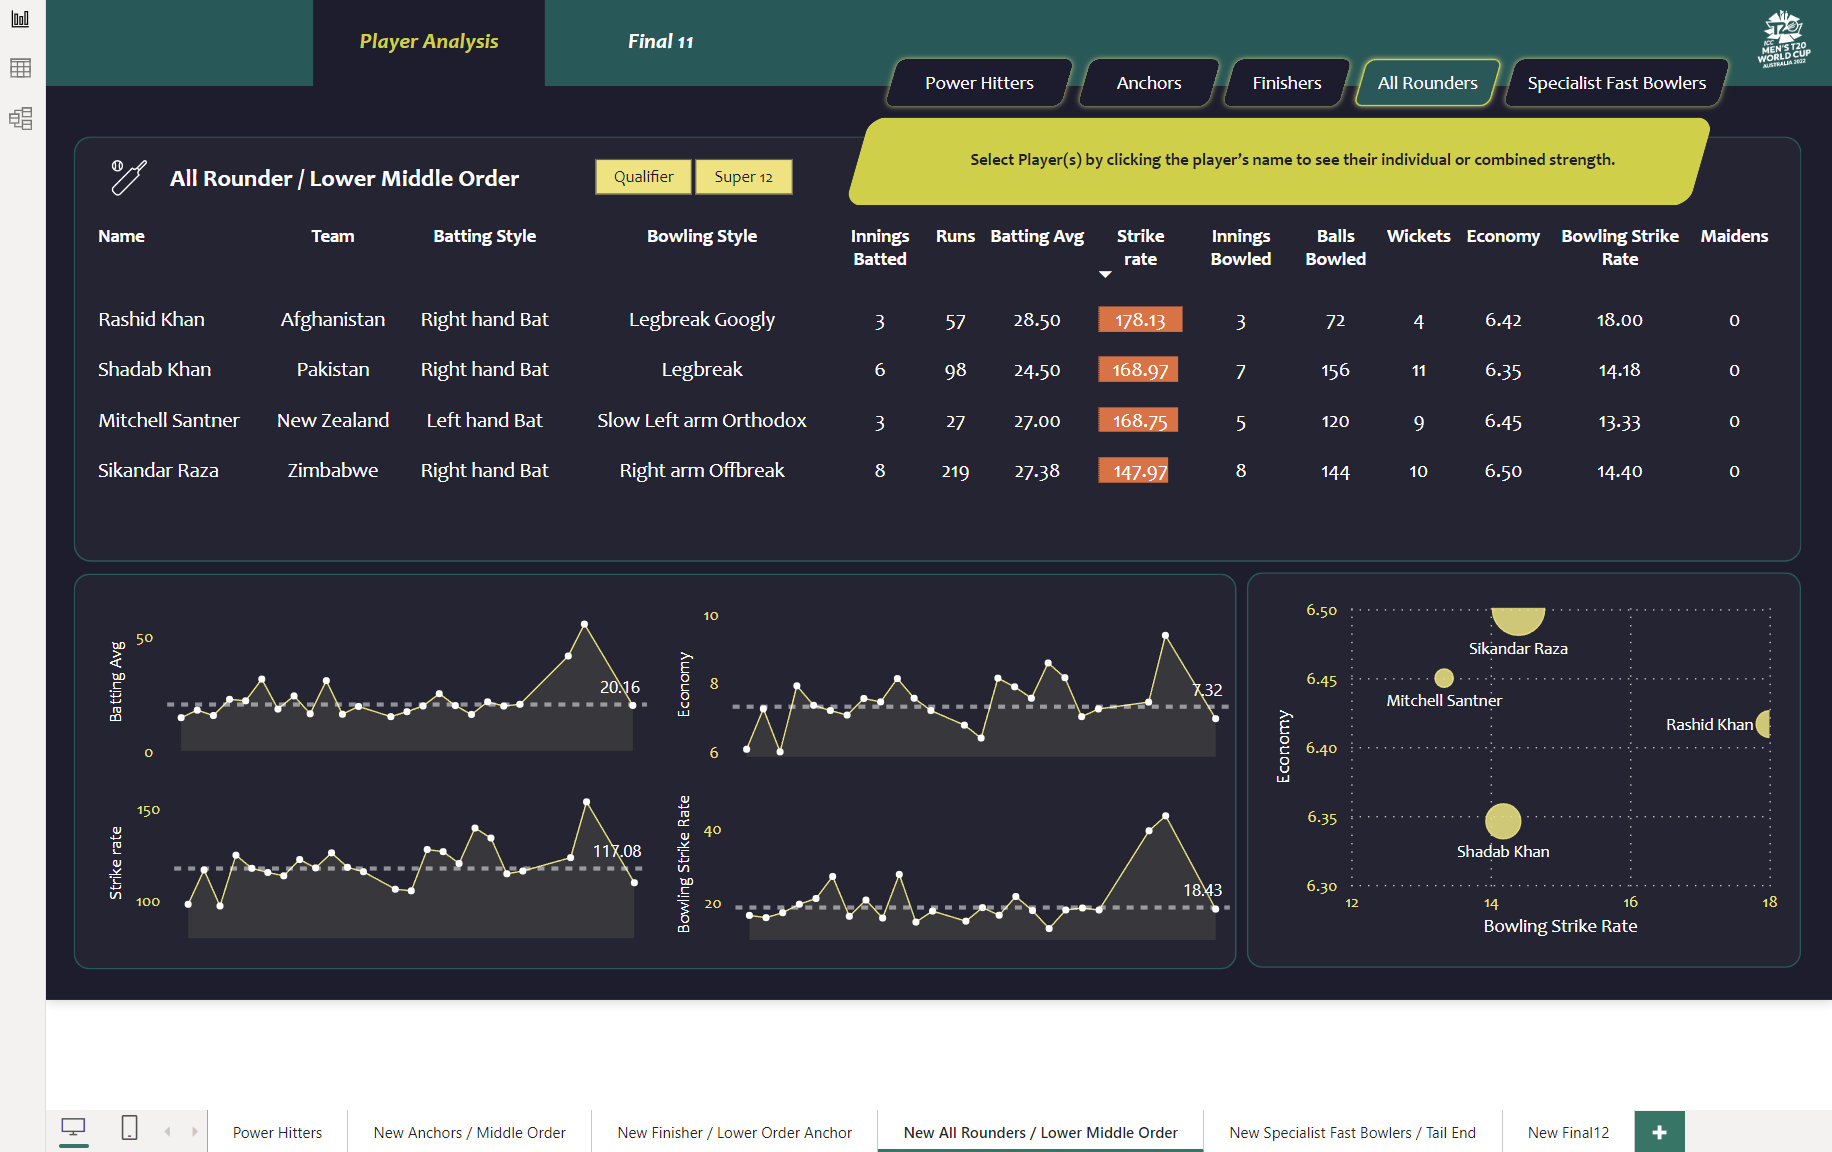 Player Analysis
Final 11
ICC
MEN'S T20
WORLD CUP
AUSTRALIA 2022
Power Hitters
Anchors
Finishers
All Rounders
Specialist Fast Bowlers
Select Player(s) by clicking the player's name to see their individual or combined strength.
All Rounder / Lower Middle Order
Qualifier
Super 12
Name Team Batting Style Bowling Style Innings Batted Runs Batting Avg Strike rate Innings Bowled Balls Bowled Wickets Economy Bowling Strike Rate Maidens
Rashid Khan Afghanistan Right hand Bat Legbreak Googly 3 57 28.50 178.13 3 72 4 6.42 18.00 0
Shadab Khan Pakistan Right hand Bat Legbreak 6 98 24.50 168.97 7 156 11 6.35 14.18 0
Mitchell Santner New Zealand Left hand Bat Slow Left arm Orthodox 3 27 27.00 168.75 5 120 9 6.45 13.33 0
Sikandar Raza Zimbabwe Right hand Bat Right arm Offbreak 8 219 27.38 147.97 8 144 10 6.50 14.40 0
Batting Avg
50
0
20.16
Economy
10
8
6
7.32
Strike rate
150
100
117.08
Bowling Strike Rate
40
20
18.43
Economy
6.50
6.45
6.40
6.35
6.30
Sikandar Raza
Mitchell Santner
Rashid Khan
Shadab Khan
12 14 16 18
Bowling Strike Rate
Power Hitters
New Anchors / Middle Order
New Finisher / Lower Order Anchor
New All Rounders / Lower Middle Order
New Specialist Fast Bowlers / Tail End
New Final12
+